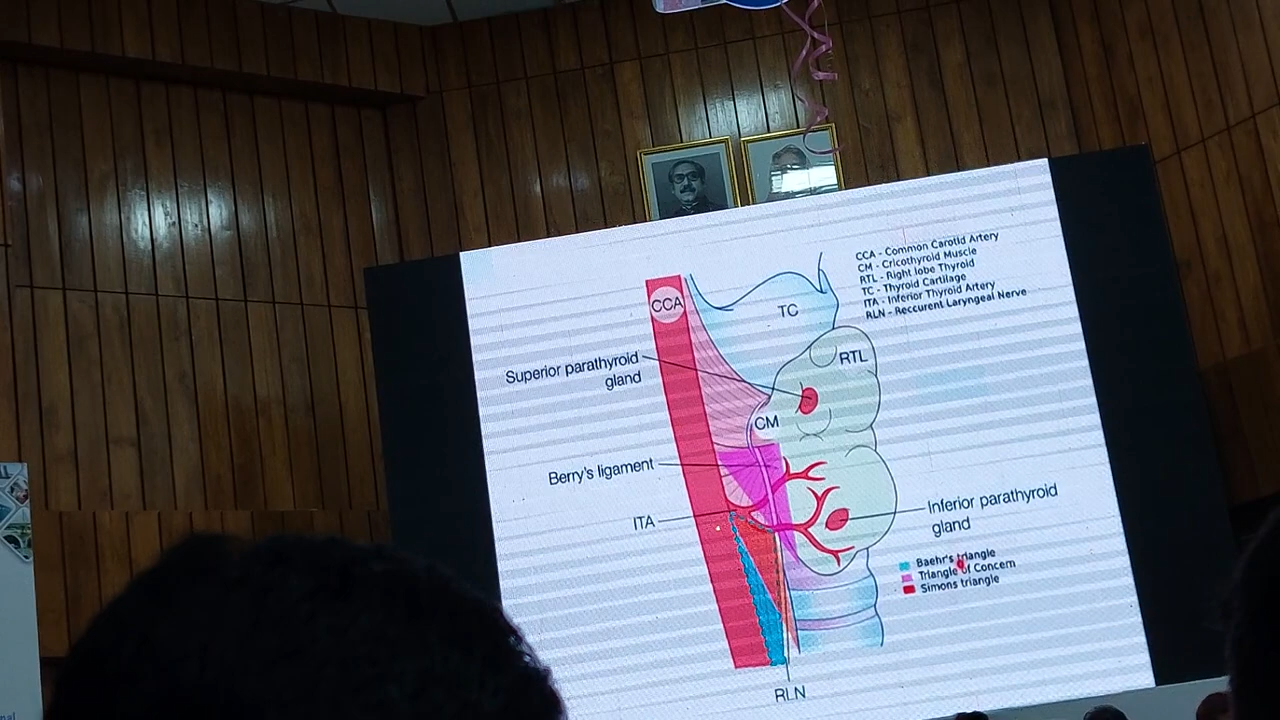 CCA - Common Carotid Artery
CM - Cricothyroid Muscle
RTL - Right lobe Thyroid
TC - Thyroid Cartilage
ITA - Inferior Thyroid Artery
RLN - Reccurent Laryngeal Nerve
CCA
TC
RTL
Superior parathyroid
gland
CM
Berry's ligament
ITA
Inferior parathyroid
gland
Baehr's triangle
Triangle of Concern
Simons triangle
RLN